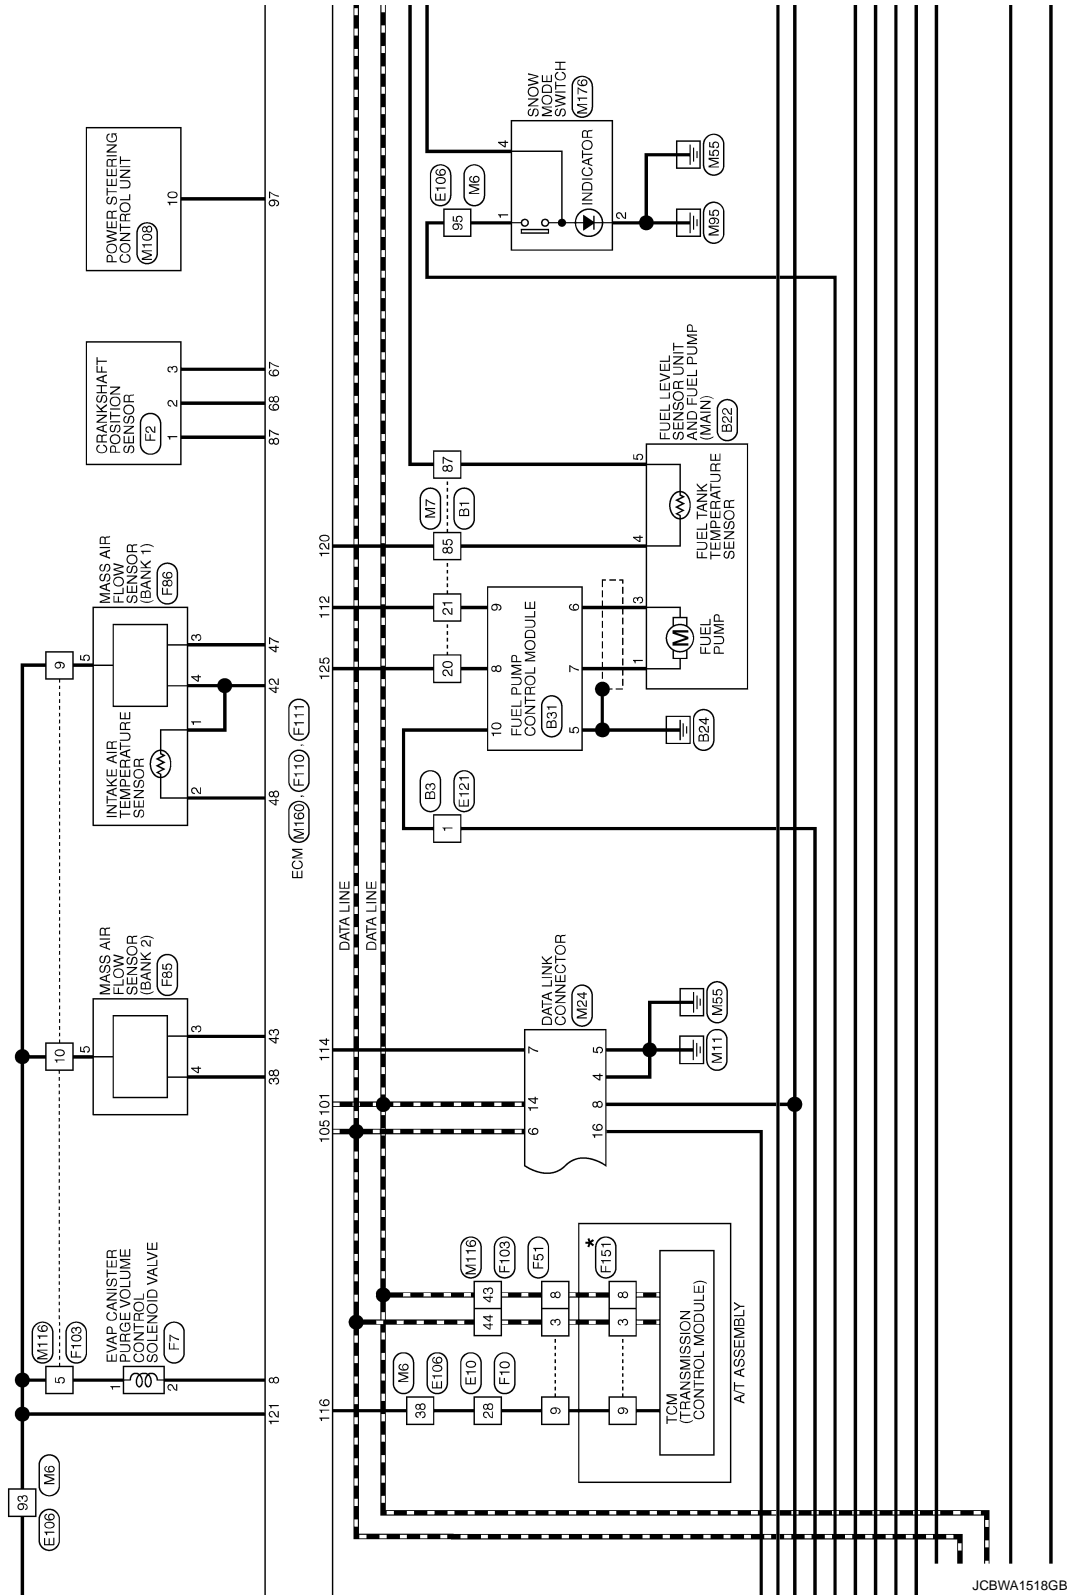 93
E106
M6
121
8
5
M116
F103
EVAP CANISTER
PURGE VOLUME
CONTROL
SOLENOID VALVE
F7
1
2
10
5
MASS AIR
FLOW
SENSOR
(BANK 2)
F85
4
3
38
43
9
5
MASS AIR
FLOW
SENSOR
(BANK 1)
F86
INTAKE AIR
TEMPERATURE
SENSOR
2
1
4
3
48
42
47
CRANKSHAFT
POSITION
SENSOR
F2
1
2
3
87
68
67
POWER STEERING
CONTROL UNIT
M108
10
97
ECM M160, F110, F111
116
105
101
114
125
112
120
DATA LINE
DATA LINE
38
M6
E106
28
E10
F10
44
43
M116
F103
9
3
8
F51
9
3
8
*
F151
TCM
(TRANSMISSION
CONTROL MODULE)
A/T ASSEMBLY
DATA LINK
CONNECTOR
M24
6
14
7
16
8
4
5
M11
M55
1
B3
E121
20
21
85
87
M7
B1
10
8
9
FUEL PUMP
CONTROL MODULE
B31
5
7
6
B24
1
3
4
5
FUEL LEVEL
SENSOR UNIT
AND FUEL PUMP
(MAIN)
B22
M
FUEL
PUMP
FUEL TANK
TEMPERATURE
SENSOR
95
E106
M6
1
4
SNOW
MODE
SWITCH
M176
INDICATOR
2
M95
M55
JCBWA1518GB